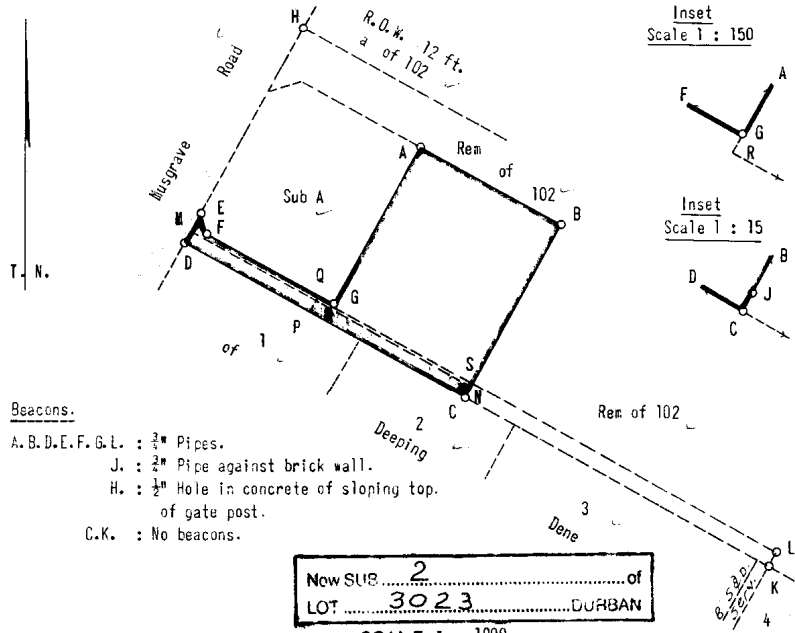 H
R.O.W. 12 ft.
a of 102
Road
Musgrave
Inset
Scale 1 : 150
A
F
G
R
A
Rem
of
102
B
Sub A
E
M
F
D
Inset
Scale 1 : 15
B
D
J
C
T. N.
Q
G
P
of 1
S
C
N
2
Deeping
Rem of 102
3
Dene
Beacons.
A.B.D.E.F.G.L. : ¾" Pipes.
J. : ¾" Pipe against brick wall.
H. : ½" Hole in concrete of sloping top.
of gate post.
C.K. : No beacons.
L
K
4
Now SUB 2 of
LOT 3023 DURBAN
1000